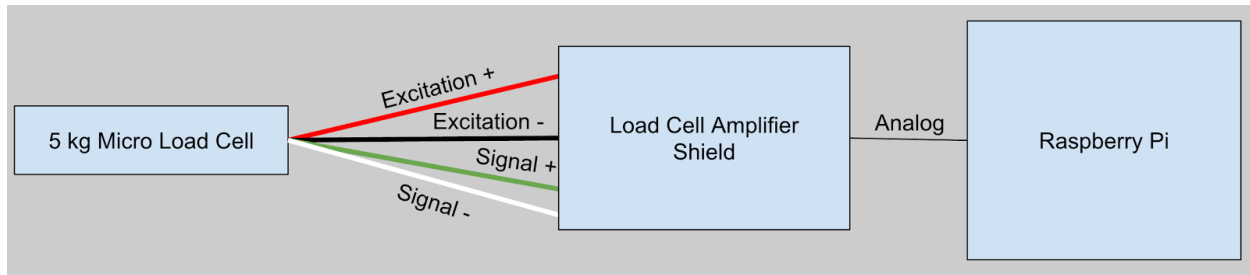 5 kg Micro Load Cell
Excitation +
Excitation -
Signal +
Signal -
Load Cell Amplifier
Shield
Analog
Raspberry Pi